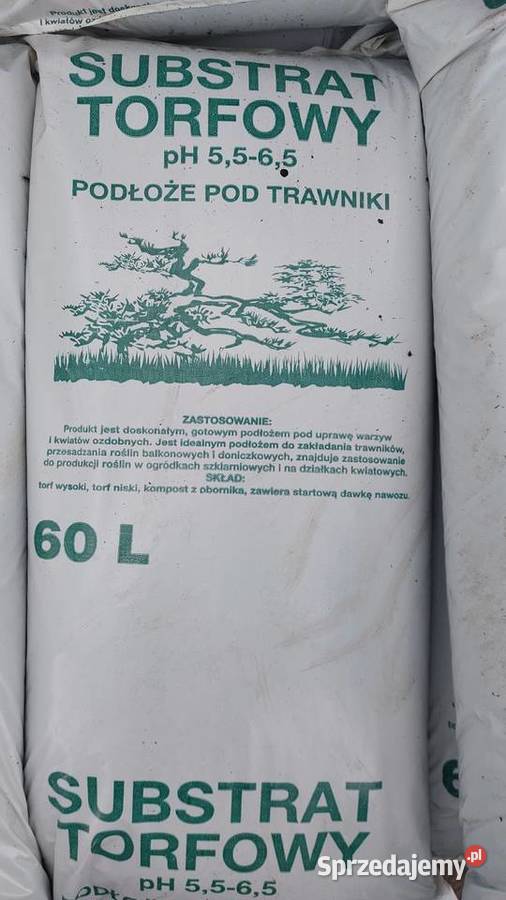 Produkt jest
i kwiatów
SUBSTRAT
TORFOWY
pH 5,5-6,5
PODŁOŻE POD TRAWNIKI
ZASTOSOWANIE:
Produkt jest doskonałym, gotowym podłożem pod uprawę warzyw
i kwiatów ozdobnych. Jest idealnym podłożem do zakładania trawników,
przesadzania roślin balkonowych i doniczkowych, znajduje zastosowanie
do produkcji roślin w ogródkach szklarniowych i na działkach kwiatowych.
SKŁAD:
torf wysoki, torf niski, kompost z obornika, zawiera startową dawkę nawozu.
60 L
SUBSTRAT
TORFOWY
pH 5,5-6,5
Sprzedajemy.pl